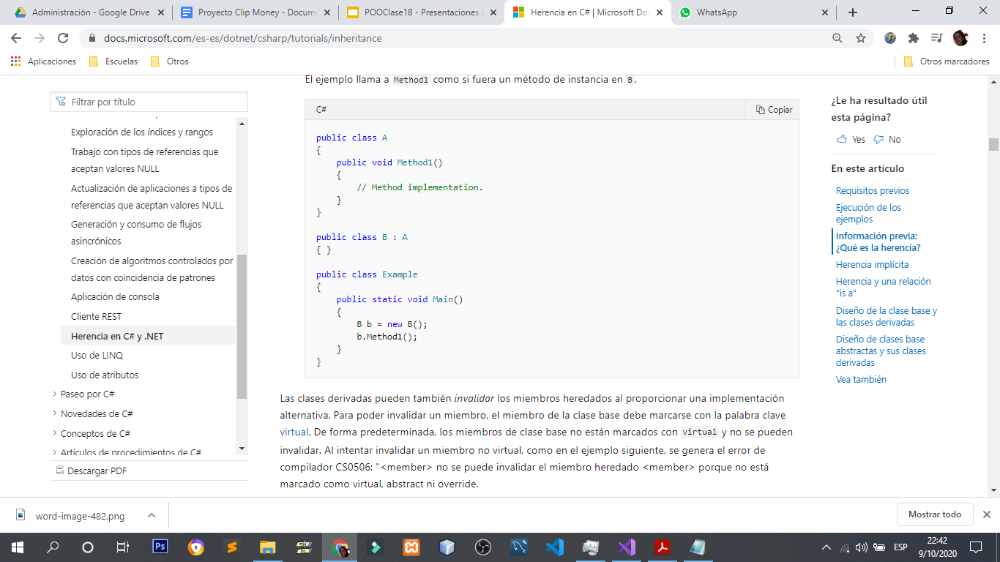 Administración - Google Drive
Proyecto Clip Money - Docume
POOClase18 - Presentaciones d
Herencia en C# | Microsoft Doc
WhatsApp
docs.microsoft.com/es-es/dotnet/csharp/tutorials/inheritance
Aplicaciones
Escuelas
Otros
Otros marcadores
Filtrar por título
Exploración de los índices y rangos
Trabajo con tipos de referencias que
aceptan valores NULL
Actualización de aplicaciones a tipos de
referencias que aceptan valores NULL
Generación y consumo de flujos
asincrónicos
Creación de algoritmos controlados por
datos con coincidencia de patrones
Aplicación de consola
Cliente REST
Herencia en C# y .NET
Uso de LINQ
Uso de atributos
Paseo por C#
Novedades de C#
Conceptos de C#
Artículos de procedimientos de C#
Descargar PDF
El ejemplo llama a Method1 como si fuera un método de instancia en B.
C#
Copiar
public class A
{
    public void Method1()
    {
        // Method implementation.
    }
}
public class B : A
{ }
public class Example
{
    public static void Main()
    {
        B b = new B();
        b.Method1();
    }
}
Las clases derivadas pueden también invalidar los miembros heredados al proporcionar una implementación
alternativa. Para poder invalidar un miembro, el miembro de la clase base debe marcarse con la palabra clave
virtual. De forma predeterminada, los miembros de clase base no están marcados con virtual y no se pueden
invalidar. Al intentar invalidar un miembro no virtual, como en el ejemplo siguiente, se genera el error de
compilador CS0506: "<member> no se puede invalidar el miembro heredado <member> porque no está
marcado como virtual, abstract ni override.
¿Le ha resultado útil
esta página?
Yes
No
En este artículo
Requisitos previos
Ejecución de los
ejemplos
Información previa:
¿Qué es la herencia?
Herencia implícita
Herencia y una relación
"is a"
Diseño de la clase base y
las clases derivadas
Diseño de clases base
abstractas y sus clases
derivadas
Vea también
word-image-482.png
Mostrar todo
Ps
ESP
22:42
9/10/2020